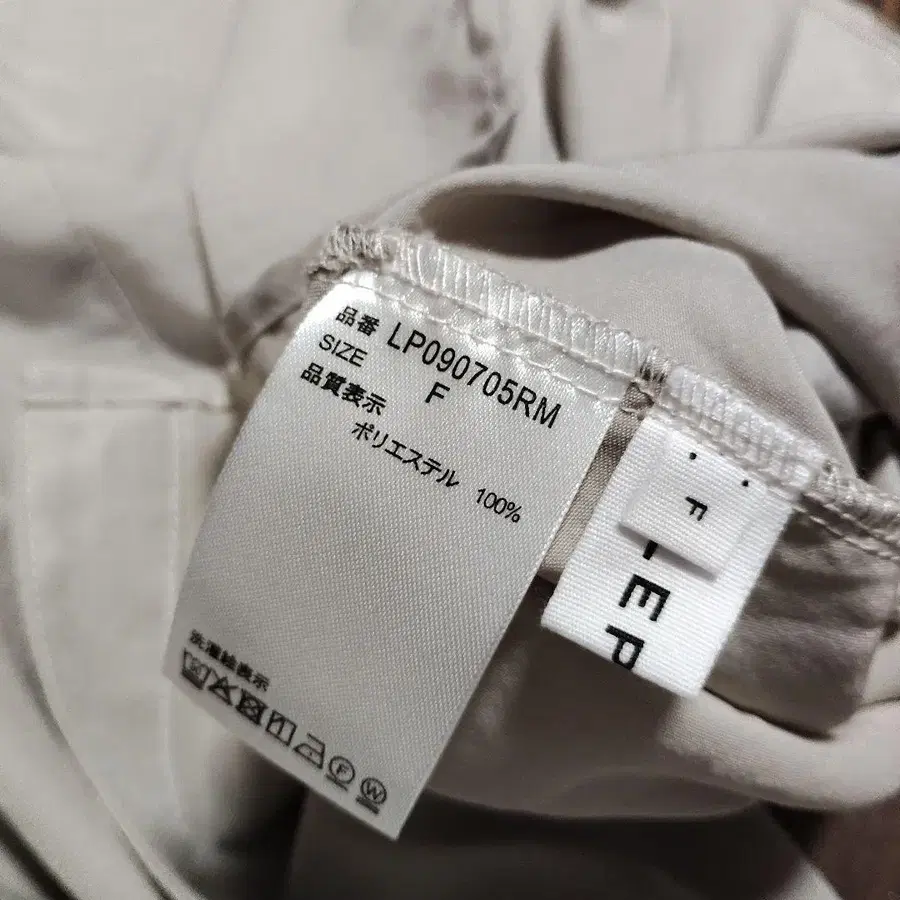 品番 LP090705RM
SIZE F
品質表示
ポリエステル 100%
洗濯絵表示
F
W
F
EP